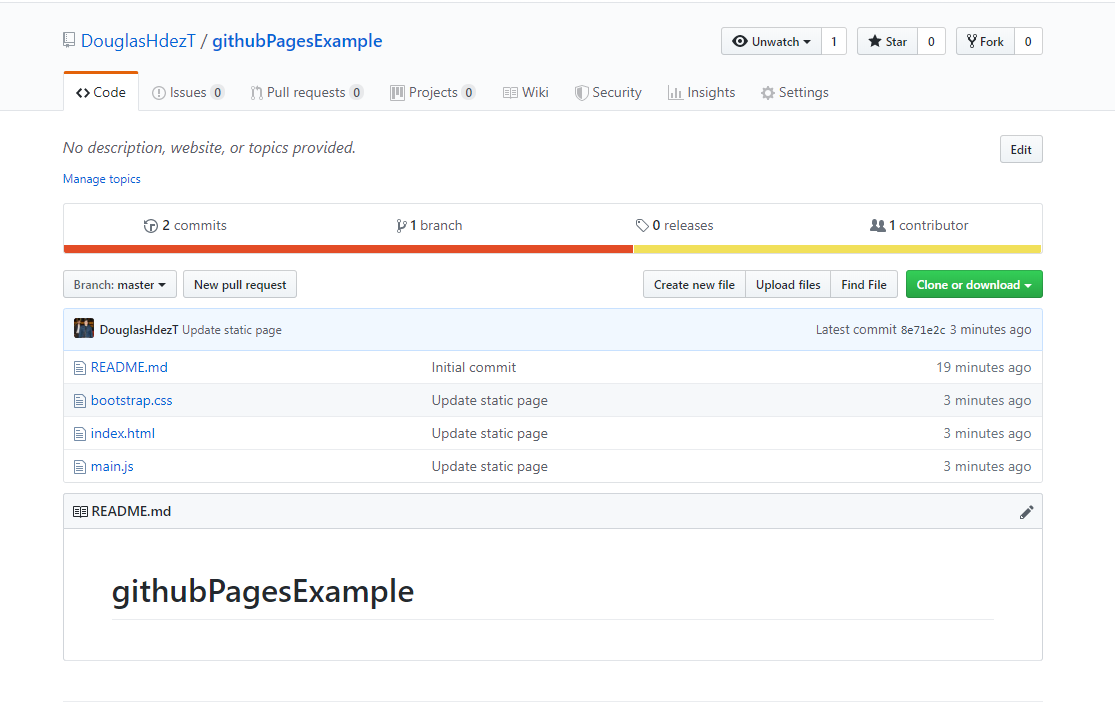 DouglasHdezT / githubPagesExample Unwatch 1 Star 0 Fork 0
Code Issues 0 Pull requests 0 Projects 0 Wiki Security Insights Settings
No description, website, or topics provided. Edit
Manage topics
2 commits 1 branch 0 releases 1 contributor
Branch: master New pull request Create new file Upload files Find File Clone or download
DouglasHdezT Update static page Latest commit 8e71e2c 3 minutes ago
README.md Initial commit 19 minutes ago
bootstrap.css Update static page 3 minutes ago
index.html Update static page 3 minutes ago
main.js Update static page 3 minutes ago
README.md
githubPagesExample